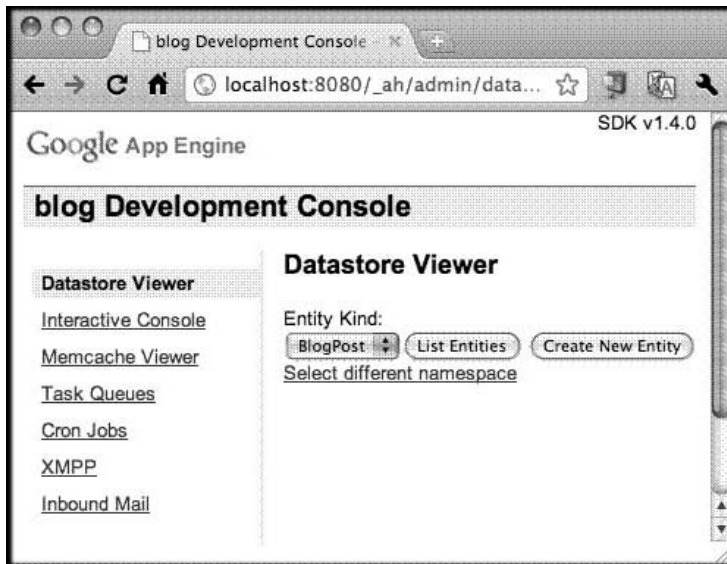 blog Development Console -
localhost:8080/_ah/admin/data...
SDK v1.4.0
Google App Engine
blog Development Console
Datastore Viewer
Interactive Console
Memcache Viewer
Task Queues
Cron Jobs
XMPP
Inbound Mail
Datastore Viewer
Entity Kind:
BlogPost List Entities Create New Entity
Select different namespace